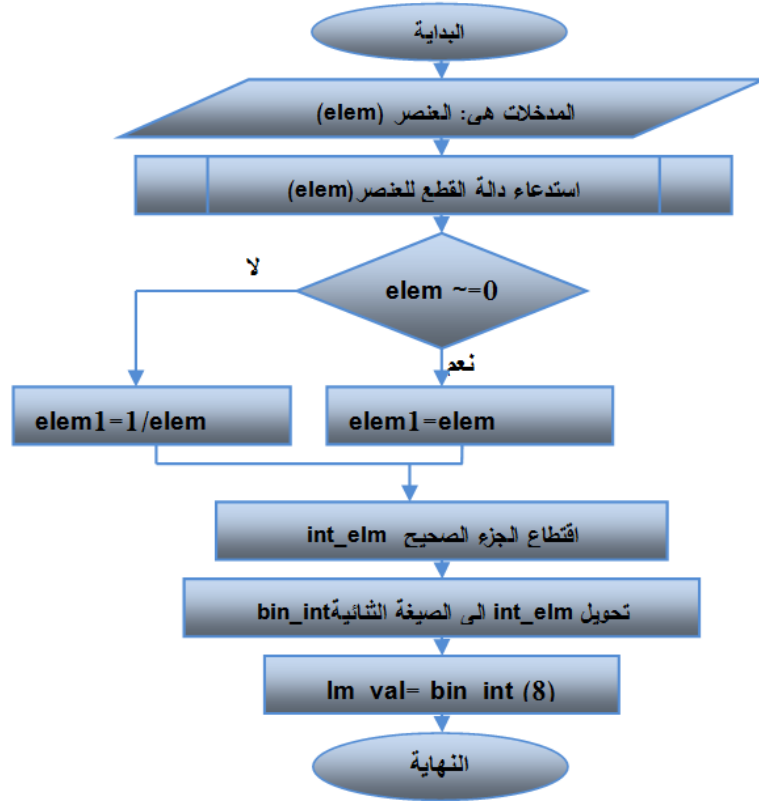 البداية
المدخلات هى: العنصر (elem)
استدعاء دالة القطع للعنصر(elem)
elem ~=0
لا
نعم
elem1=1/elem
elem1=elem
اقتطاع الجزء الصحيح int_elm
تحويل int_elm الى الصيغة الثنائيةbin_int
lm val= bin int (8)
النهاية